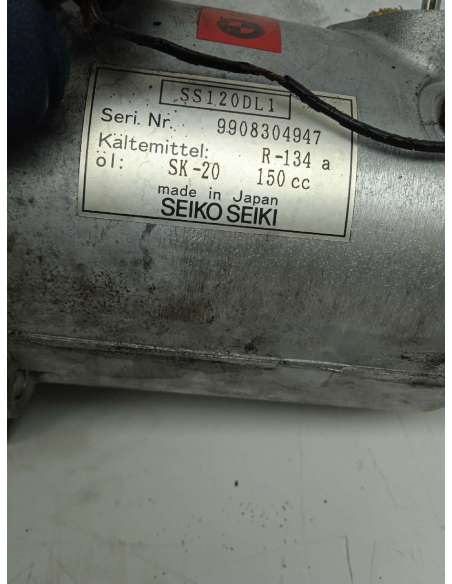 SS120DL1
Seri. Nr. 9908304947
Kältemittel: R-134 a
öl: SK-20 150 cc
made in Japan
SEIKO SEIKI